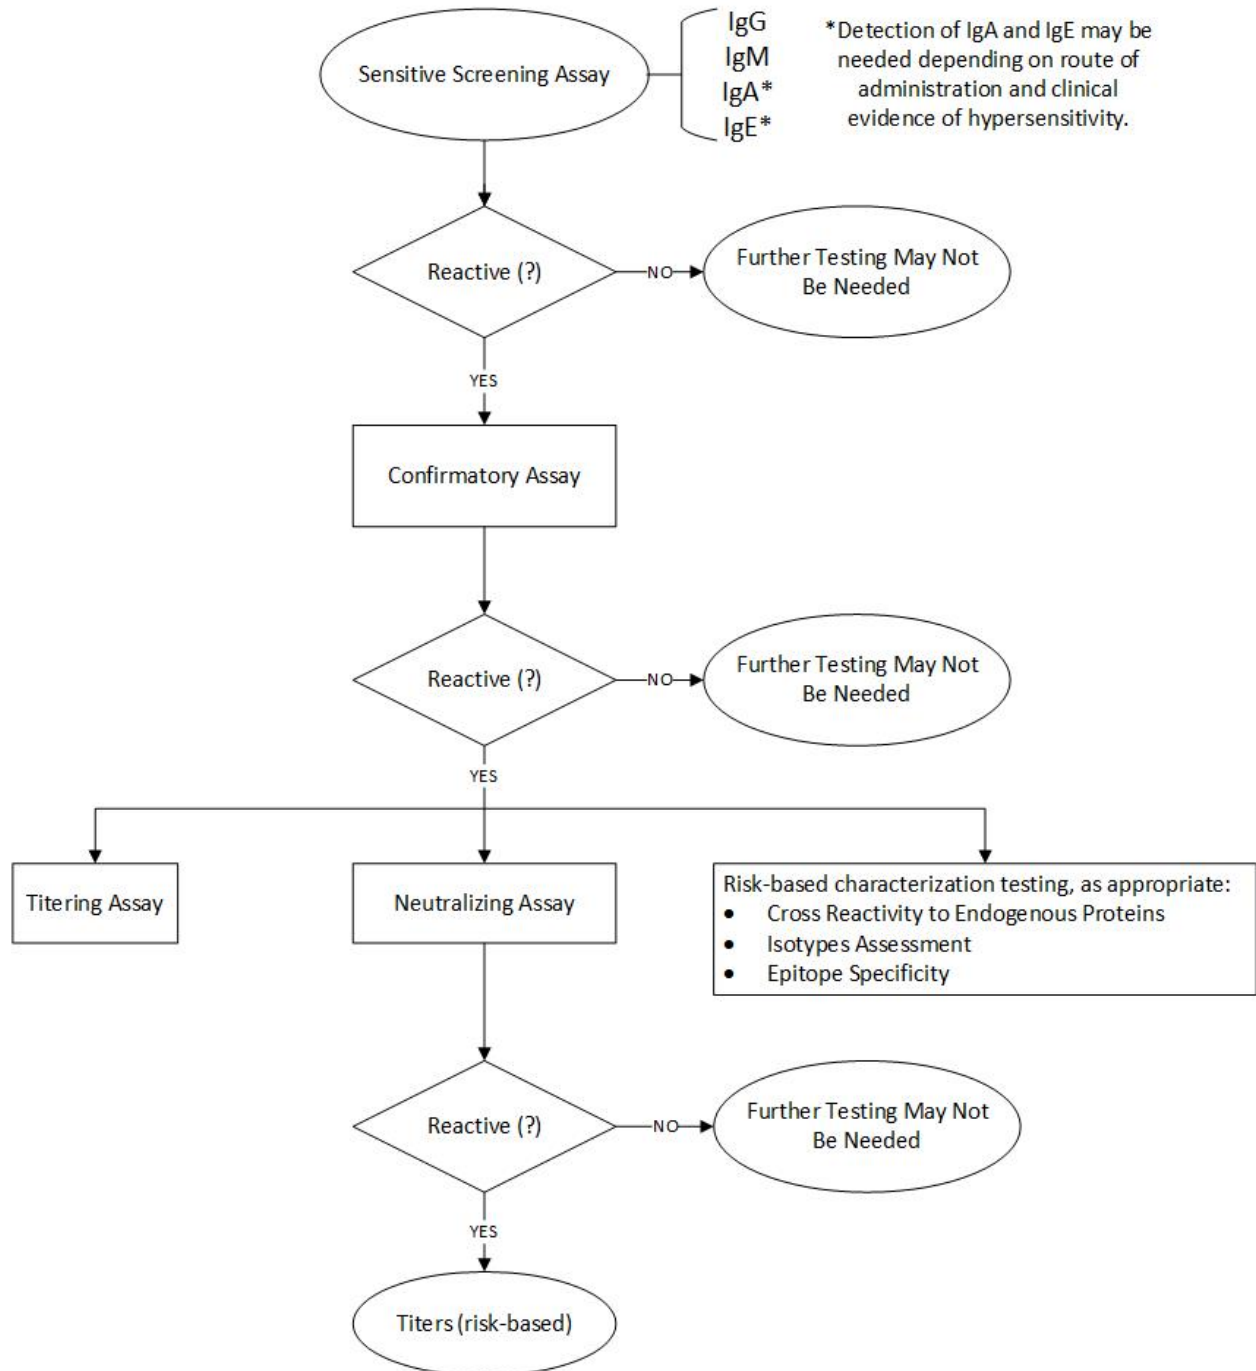 Sensitive Screening Assay
IgG
IgM
IgA*
IgE*
*Detection of IgA and IgE may be
needed depending on route of
administration and clinical
evidence of hypersensitivity.
Reactive (?)
NO
Further Testing May Not
Be Needed
YES
Confirmatory Assay
Reactive (?)
NO
Further Testing May Not
Be Needed
YES
Titering Assay
Neutralizing Assay
Risk-based characterization testing, as appropriate:
• Cross Reactivity to Endogenous Proteins
• Isotypes Assessment
• Epitope Specificity
Reactive (?)
NO
Further Testing May Not
Be Needed
YES
Titers (risk-based)